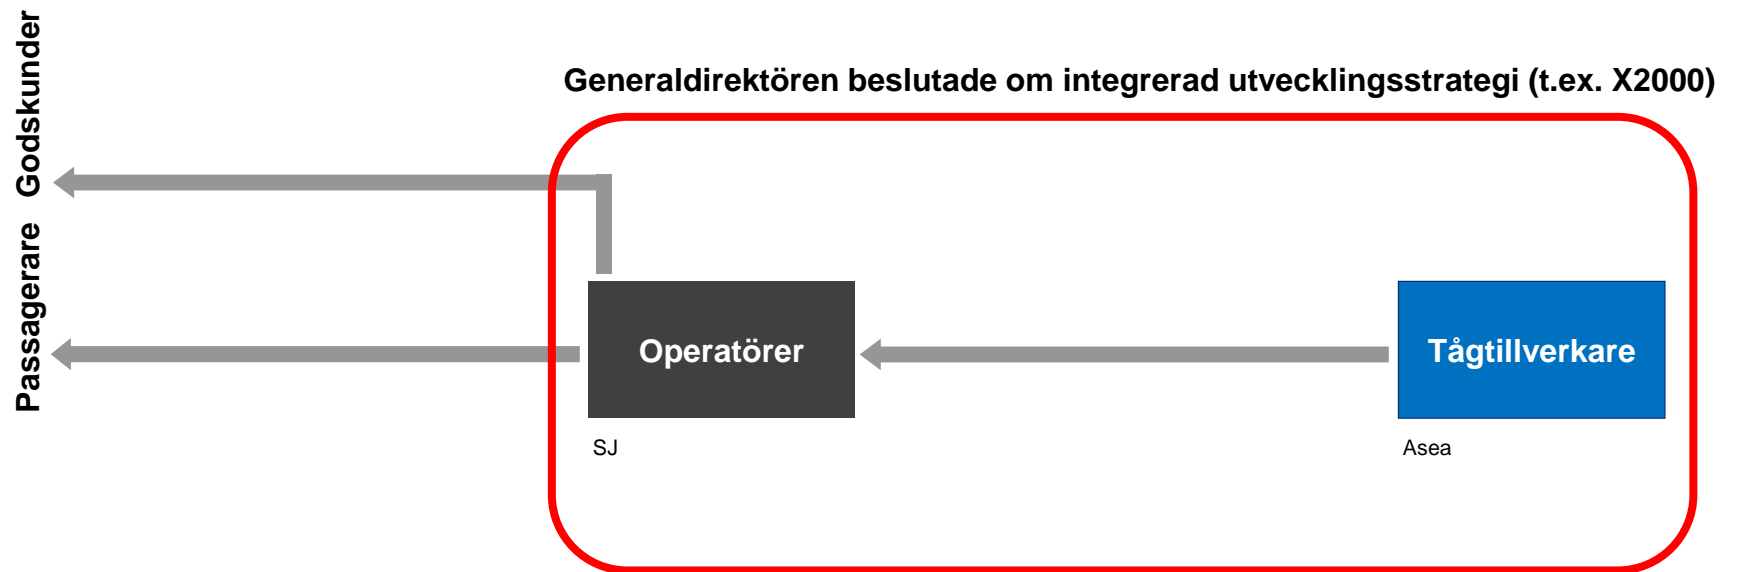 Generaldirektören beslutade om integrerad utvecklingsstrategi (t.ex. X2000)
Godskunder
Passagerare
Operatörer
Tågtillverkare
SJ
Asea